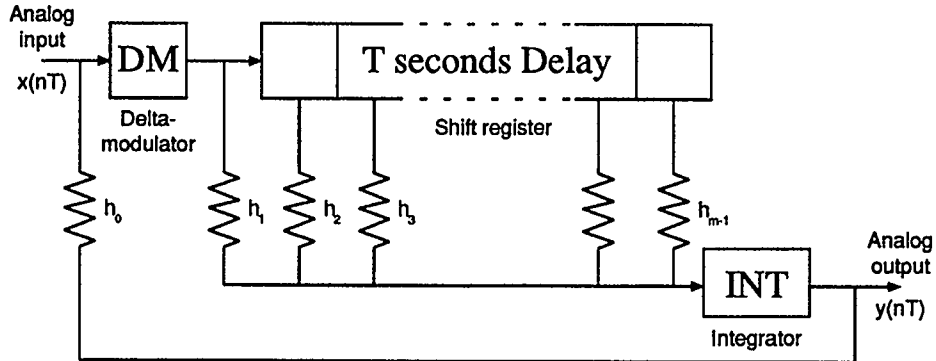 Analog
input
x(nT)
DM
Delta-
modulator
T seconds Delay
Shift register
h₀
h₁
h₂
h₃
hₘ₋₁
INT
Integrator
Analog
output
y(nT)